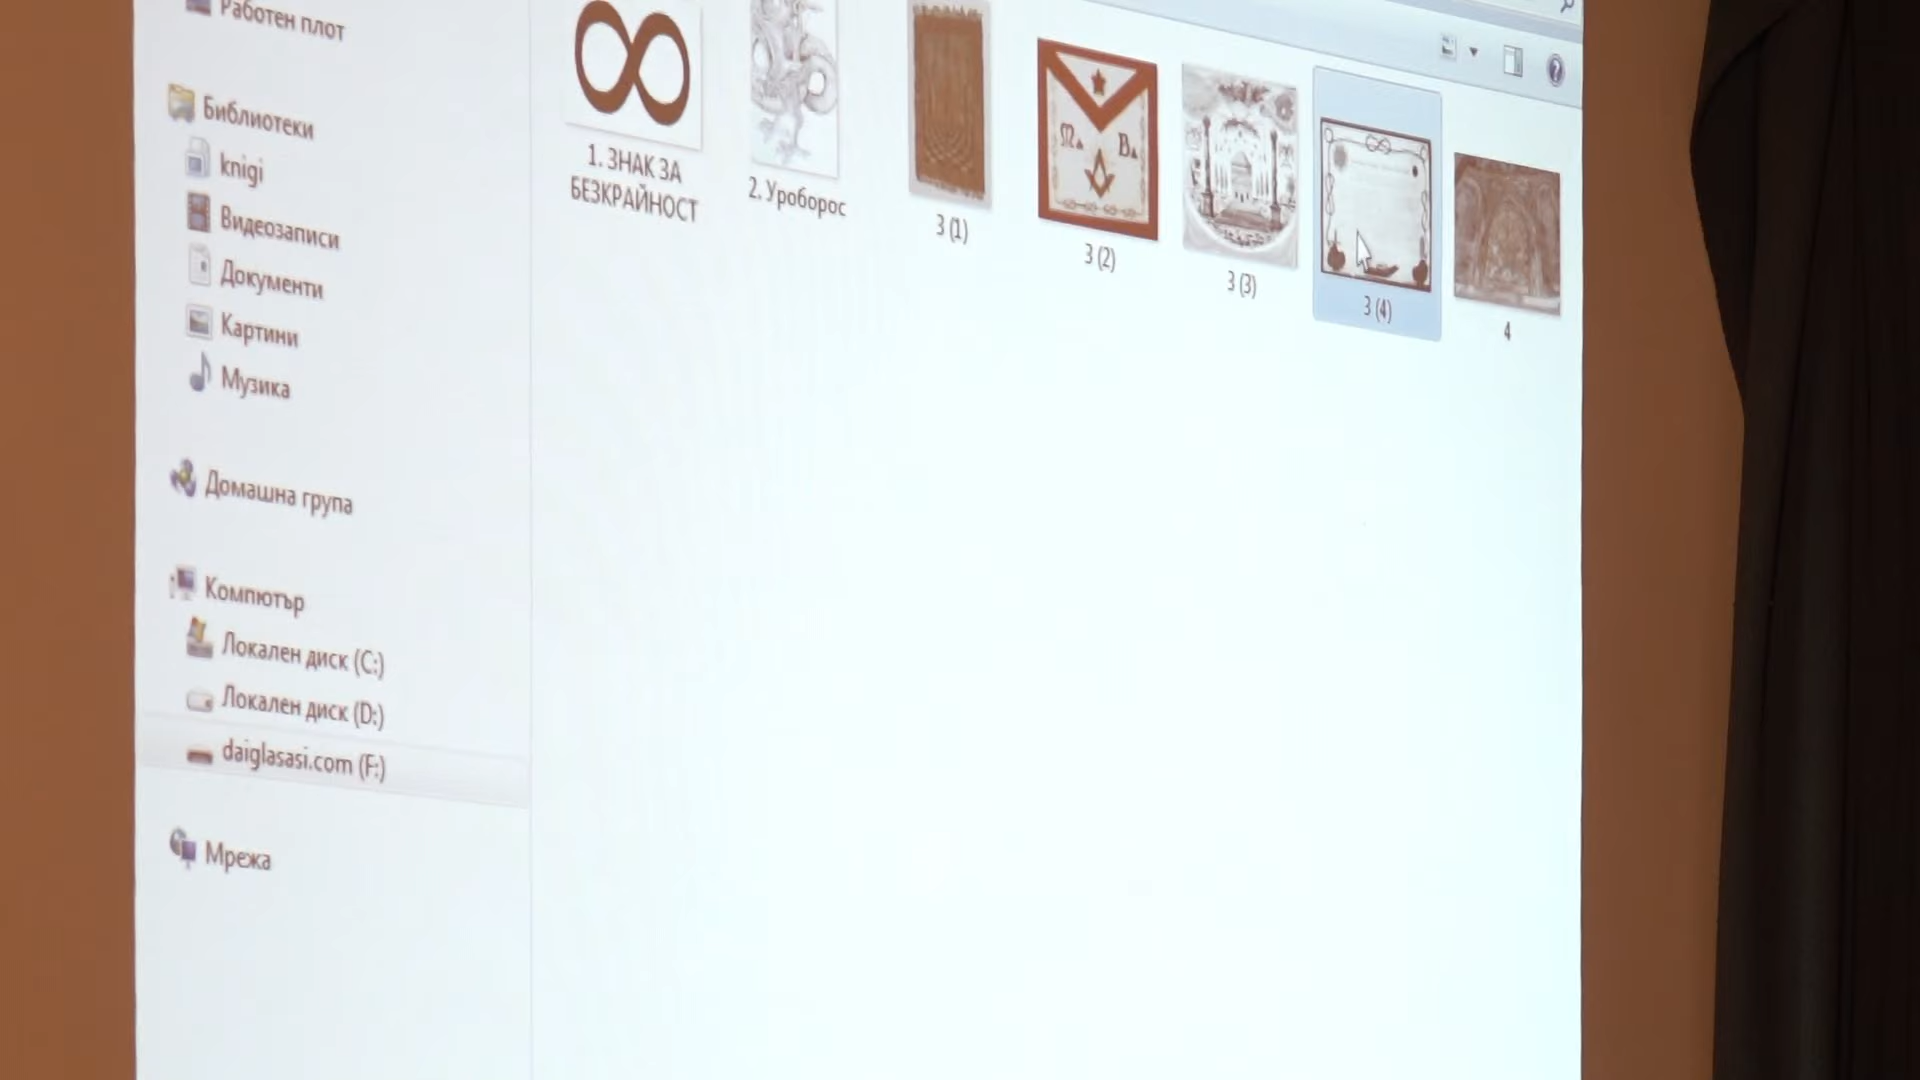 Работен плот
Библиотеки
knigi
Видеозаписи
Документи
Картини
Музика
Домашна група
Компютър
Локален диск (C:)
Локален диск (D:)
daiglasasi.com (F:)
Мрежа
1. ЗНАК ЗА
БЕЗКРАЙНОСТ
2. Уроборос
3 (1)
3 (2)
3 (3)
3 (4)
4